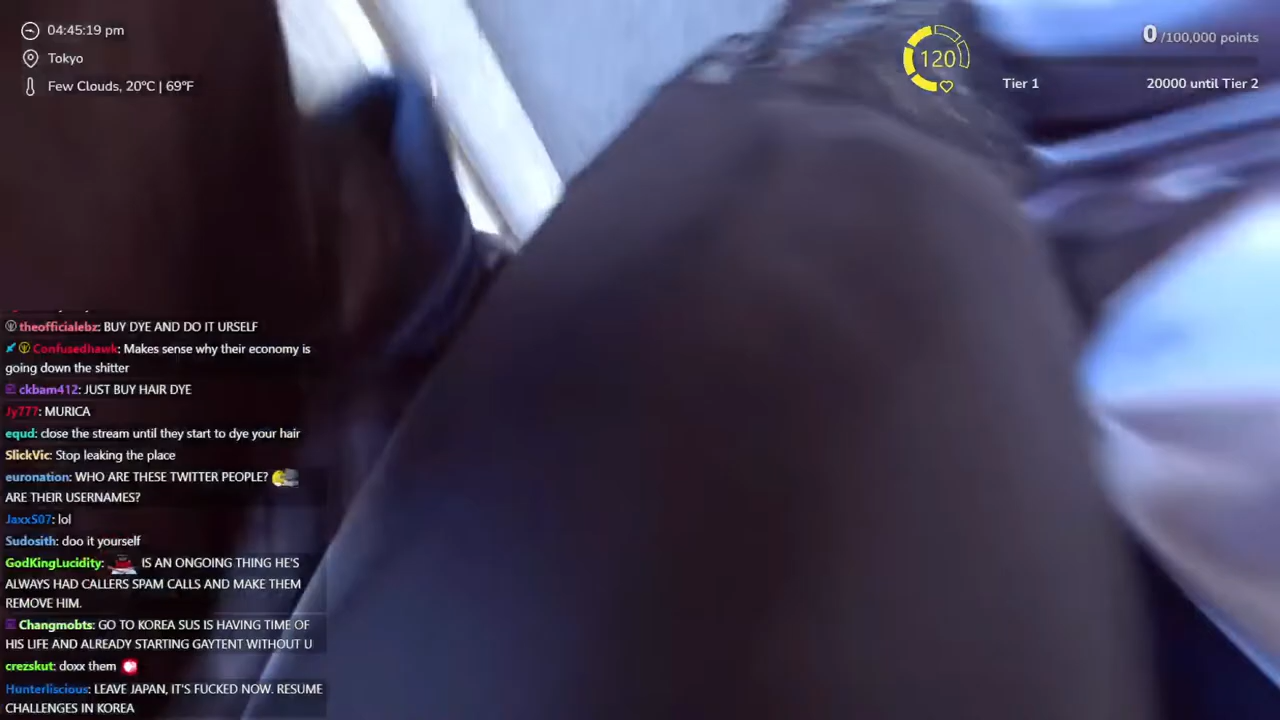 04:45:19 pm
Tokyo
Few Clouds, 20°C | 69°F
120
0 /100,000 points
Tier 1
20000 until Tier 2
theofficialebz: BUY DYE AND DO IT URSELF
Confusedhawk: Makes sense why their economy is
going down the shitter
ckbam412: JUST BUY HAIR DYE
Jy777: MURICA
equd: close the stream until they start to dye your hair
SlickVic: Stop leaking the place
euronation: WHO ARE THESE TWITTER PEOPLE?
ARE THEIR USERNAMES?
JaxxS07: lol
Sudosith: doo it yourself
GodKingLucidity: IS AN ONGOING THING HE'S
ALWAYS HAD CALLERS SPAM CALLS AND MAKE THEM
REMOVE HIM.
Changmobts: GO TO KOREA SUS IS HAVING TIME OF
HIS LIFE AND ALREADY STARTING GAYTENT WITHOUT U
crezskut: doxx them
Hunterliscious: LEAVE JAPAN, IT'S FUCKED NOW. RESUME
CHALLENGES IN KOREA